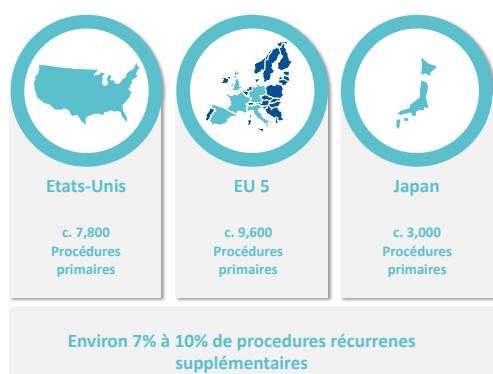 Etats-Unis
c. 7,800
Procédures
primaires
EU 5
c. 9,600
Procédures
primaires
Japan
c. 3,000
Procédures
primaires
Environ 7% à 10% de procedures récurrenes
supplémentaires